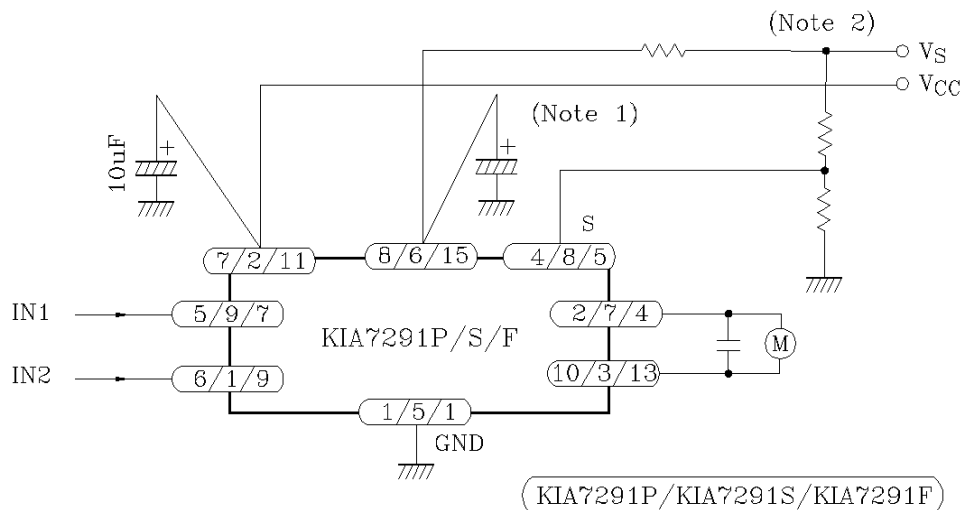 (Note 2)
VS
VCC
(Note 1)
10uF
+
+
S
7/2/11
8/6/15
4/8/5
IN1
5/9/7
2/7/4
KIA7291P/S/F
M
IN2
6/1/9
10/3/13
1/5/1
GND
KIA7291P/KIA7291S/KIA7291F